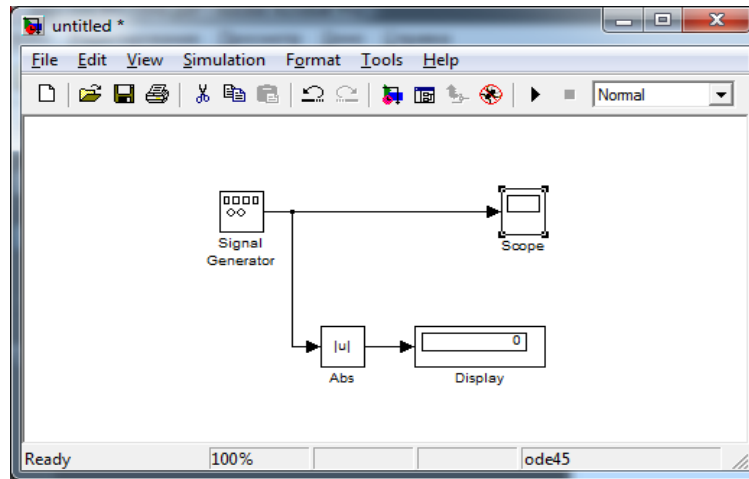 untitled *
File Edit View Simulation Format Tools Help
Normal
Signal
Generator
Scope
|u|
Abs
0
Display
Ready 100% ode45